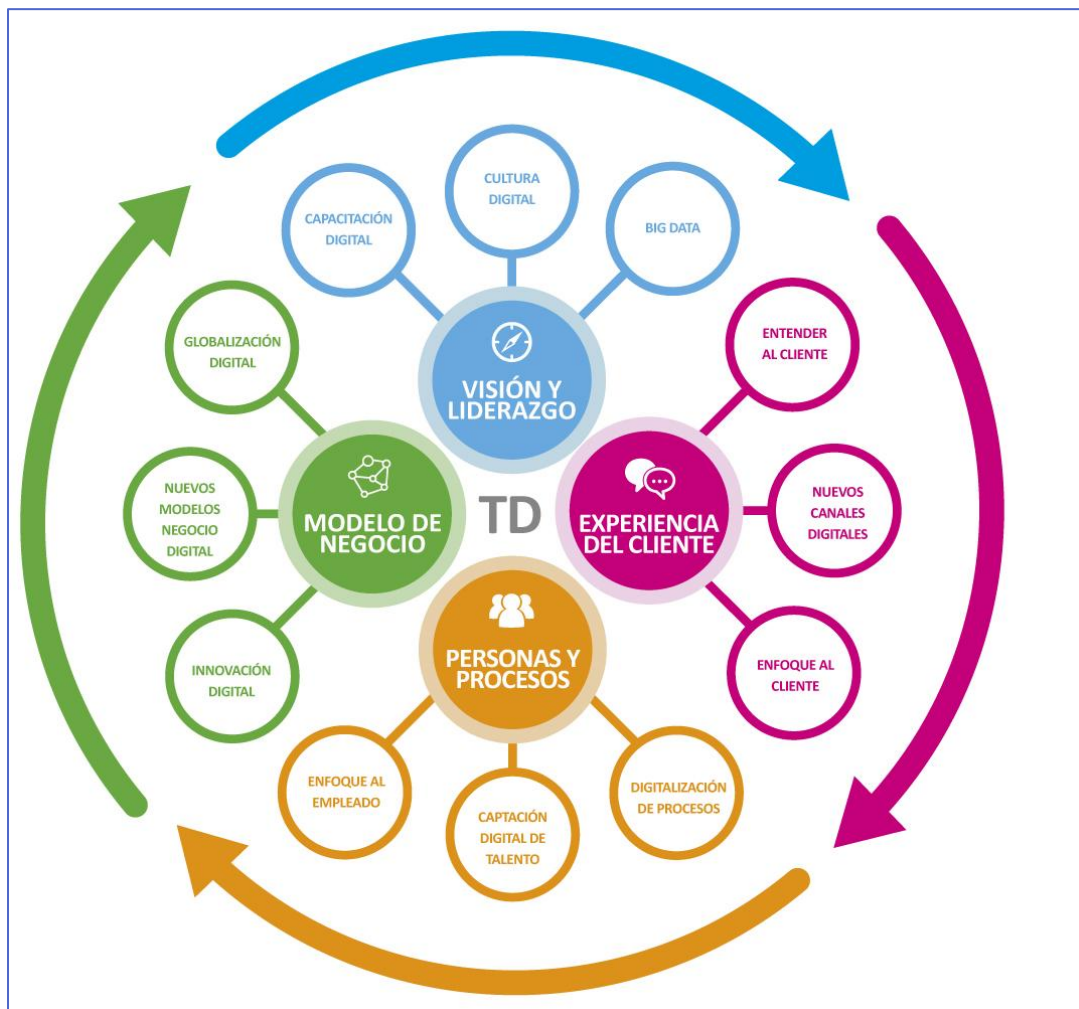 CAPACITACIÓN
DIGITAL
CULTURA
DIGITAL
BIG DATA
VISIÓN Y
LIDERAZGO
ENTENDER
AL CLIENTE
NUEVOS
CANALES
DIGITALES
ENFOQUE AL
CLIENTE
EXPERIENCIA
DEL CLIENTE
TD
GLOBALIZACIÓN
DIGITAL
NUEVOS
MODELOS
NEGOCIO
DIGITAL
INNOVACIÓN
DIGITAL
MODELO DE
NEGOCIO
PERSONAS Y
PROCESOS
ENFOQUE AL
EMPLEADO
CAPTACIÓN
DIGITAL DE
TALENTO
DIGITALIZACIÓN
DE PROCESOS